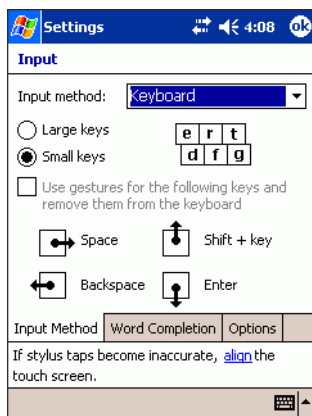 Settings 4:08 ok
Input
Input method: Keyboard
Large keys
e r t
Small keys
d f g
Use gestures for the following keys and
remove them from the keyboard
Space Shift + key
Backspace Enter
Input Method Word Completion Options
If stylus taps become inaccurate, align the
touch screen.